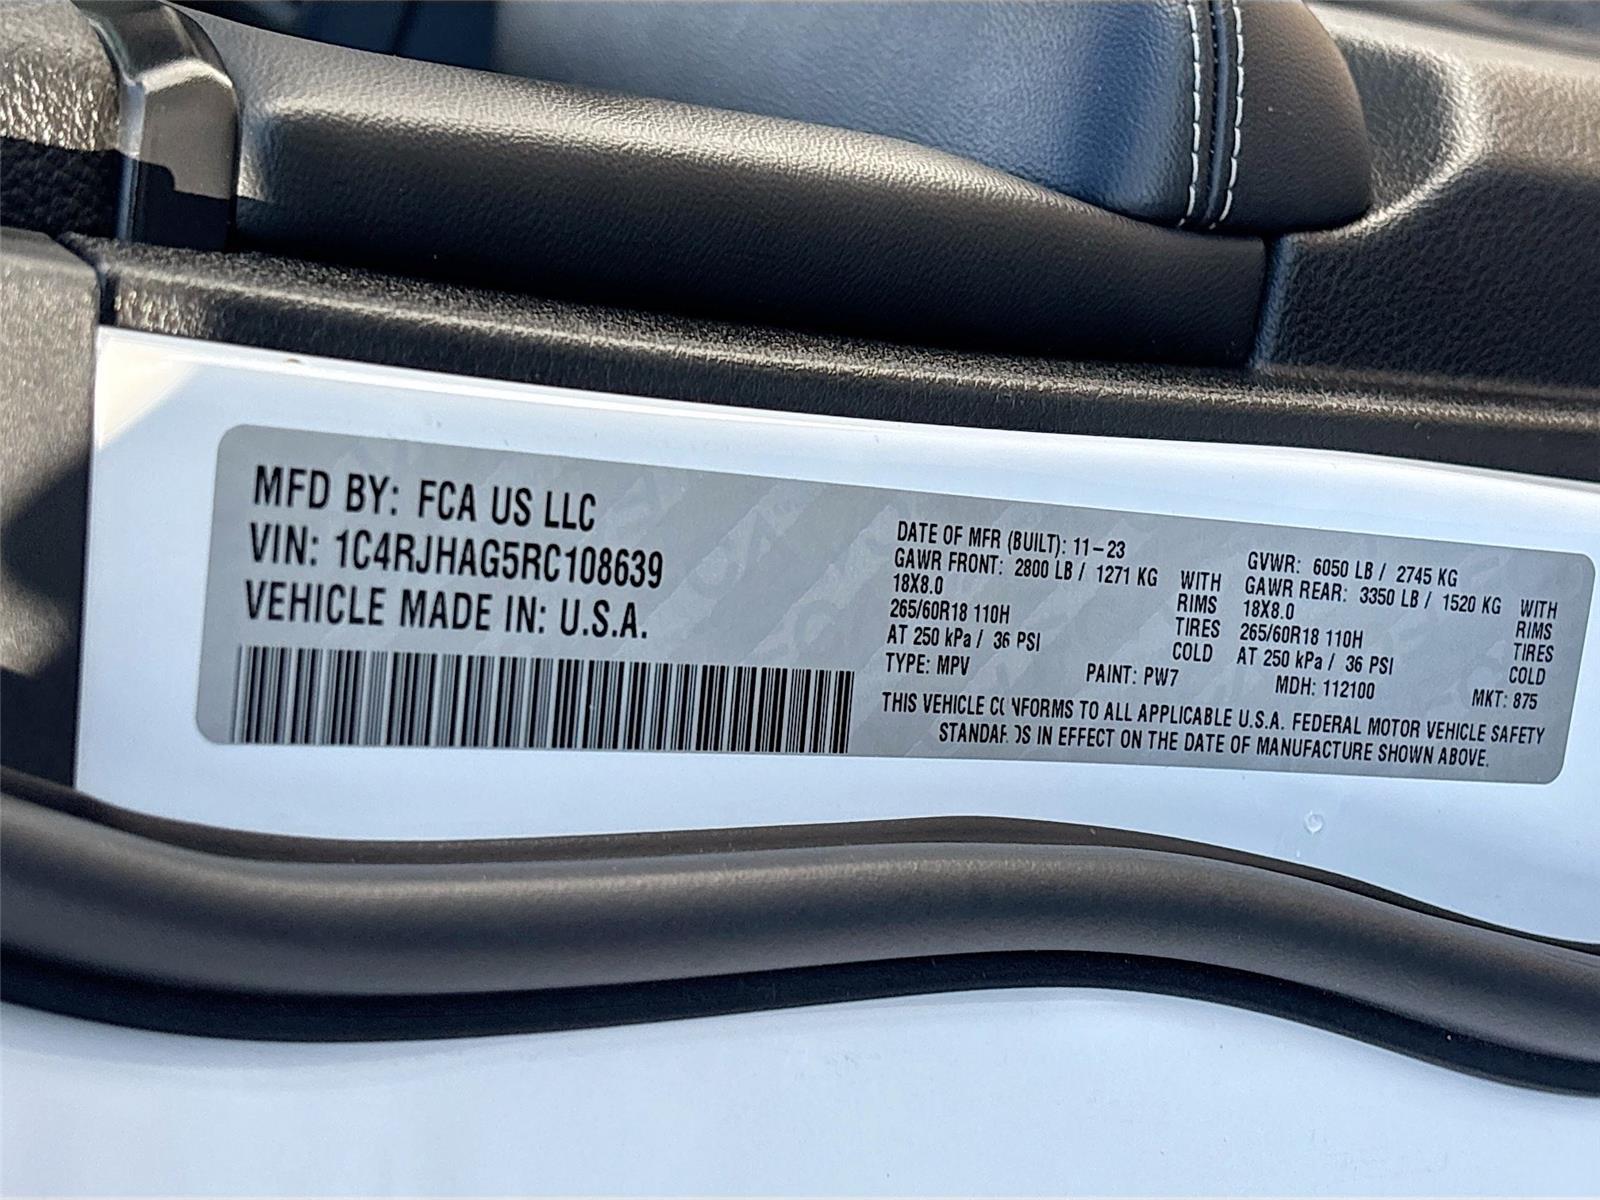 MFD BY: FCA US LLC
VIN: 1C4RJHAG5RC108639
VEHICLE MADE IN: U.S.A.
DATE OF MFR (BUILT): 11-23
GAWR FRONT: 2800 LB / 1271 KG WITH
18X8.0 RIMS
265/60R18 110H TIRES
AT 250 kPa / 36 PSI COLD
TYPE: MPV PAINT: PW7
GVWR: 6050 LB / 2745 KG
GAWR REAR: 3350 LB / 1520 KG WITH
18X8.0 RIMS
265/60R18 110H TIRES
AT 250 kPa / 36 PSI COLD
MDH: 112100 MKT: 875
THIS VEHICLE CONFORMS TO ALL APPLICABLE U.S.A. FEDERAL MOTOR VEHICLE SAFETY
STANDARDS IN EFFECT ON THE DATE OF MANUFACTURE SHOWN ABOVE.